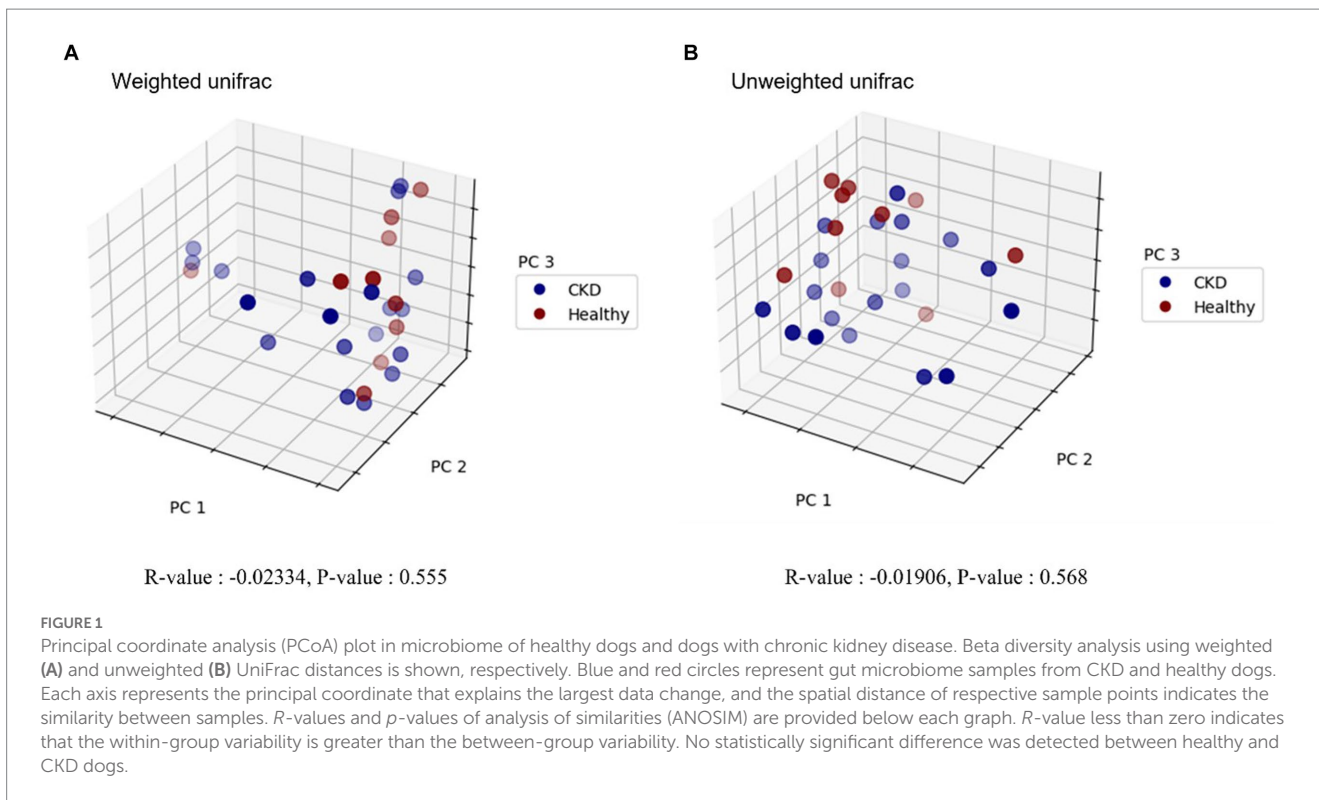 A
Weighted unifrac
PC 3
CKD
Healthy
PC 2
PC 1
R-value : -0.02334, P-value : 0.555
B
Unweighted unifrac
PC 3
CKD
Healthy
PC 2
PC 1
R-value : -0.01906, P-value : 0.568
FIGURE 1
Principal coordinate analysis (PCoA) plot in microbiome of healthy dogs and dogs with chronic kidney disease. Beta diversity analysis using weighted
(A) and unweighted (B) UniFrac distances is shown, respectively. Blue and red circles represent gut microbiome samples from CKD and healthy dogs.
Each axis represents the principal coordinate that explains the largest data change, and the spatial distance of respective sample points indicates the
similarity between samples. R-values and p-values of analysis of similarities (ANOSIM) are provided below each graph. R-value less than zero indicates
that the within-group variability is greater than the between-group variability. No statistically significant difference was detected between healthy and
CKD dogs.